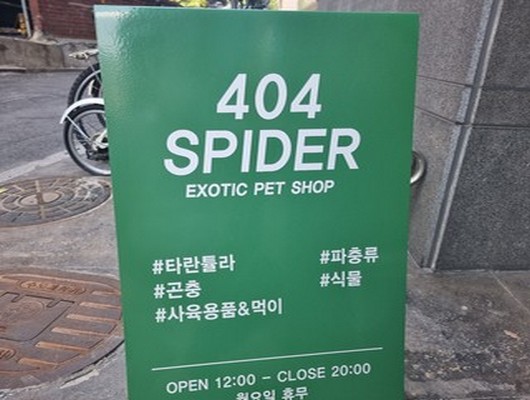 404
SPIDER
EXOTIC PET SHOP
#타란튤라 #파충류
#곤충 #식물
#사육용품&먹이
OPEN 12:00 - CLOSE 20:00
월요일 휴무